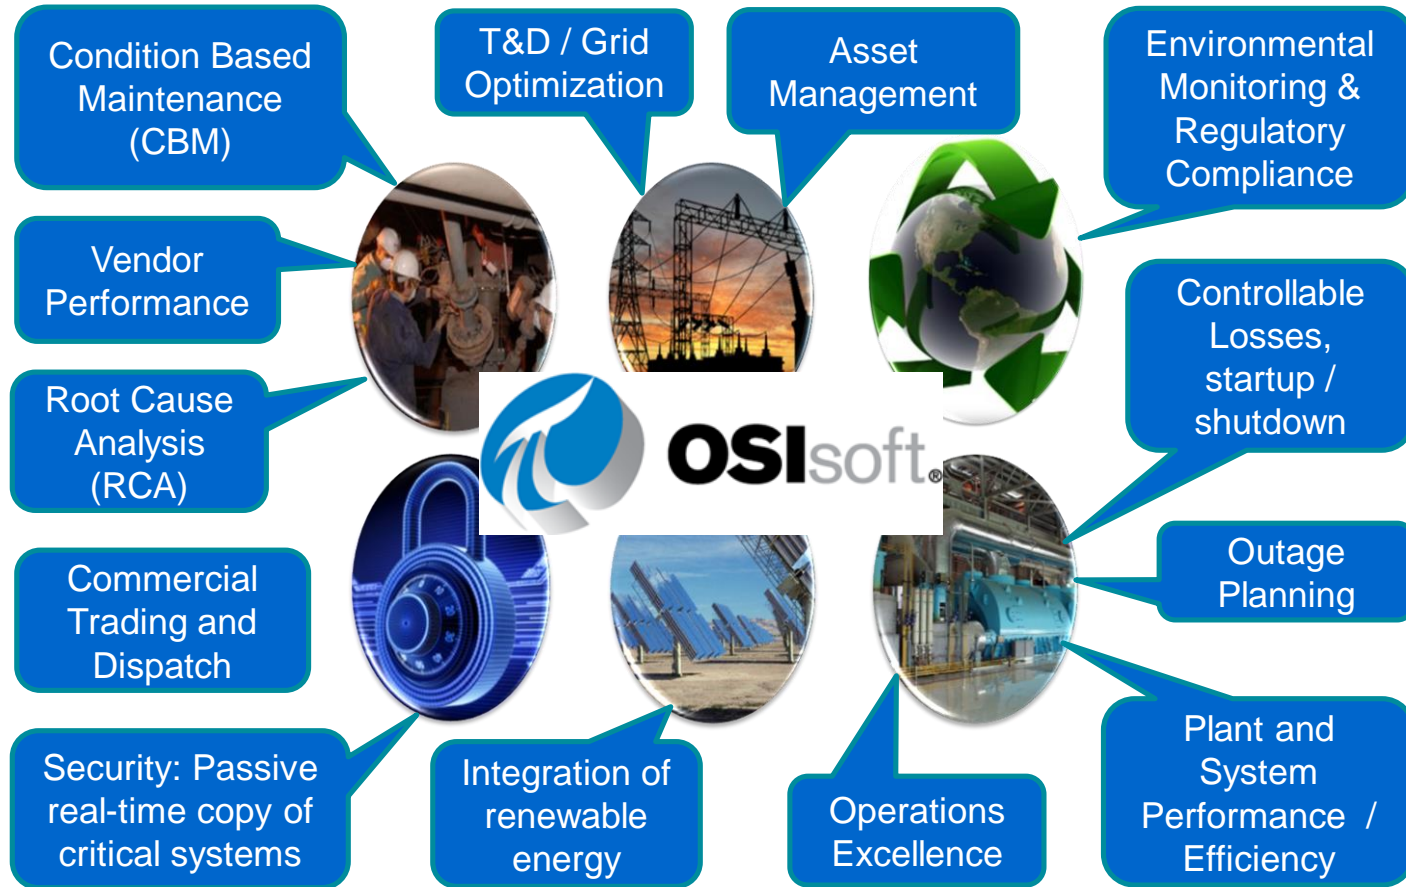 Condition Based
Maintenance
(CBM)
T&D / Grid
Optimization
Asset
Management
Environmental
Monitoring &
Regulatory
Compliance
Vendor
Performance
Controllable
Losses,
startup /
shutdown
Root Cause
Analysis
(RCA)
OSIsoft®
Commercial
Trading and
Dispatch
Outage
Planning
Security: Passive
real-time copy of
critical systems
Integration of
renewable
energy
Operations
Excellence
Plant and
System
Performance /
Efficiency